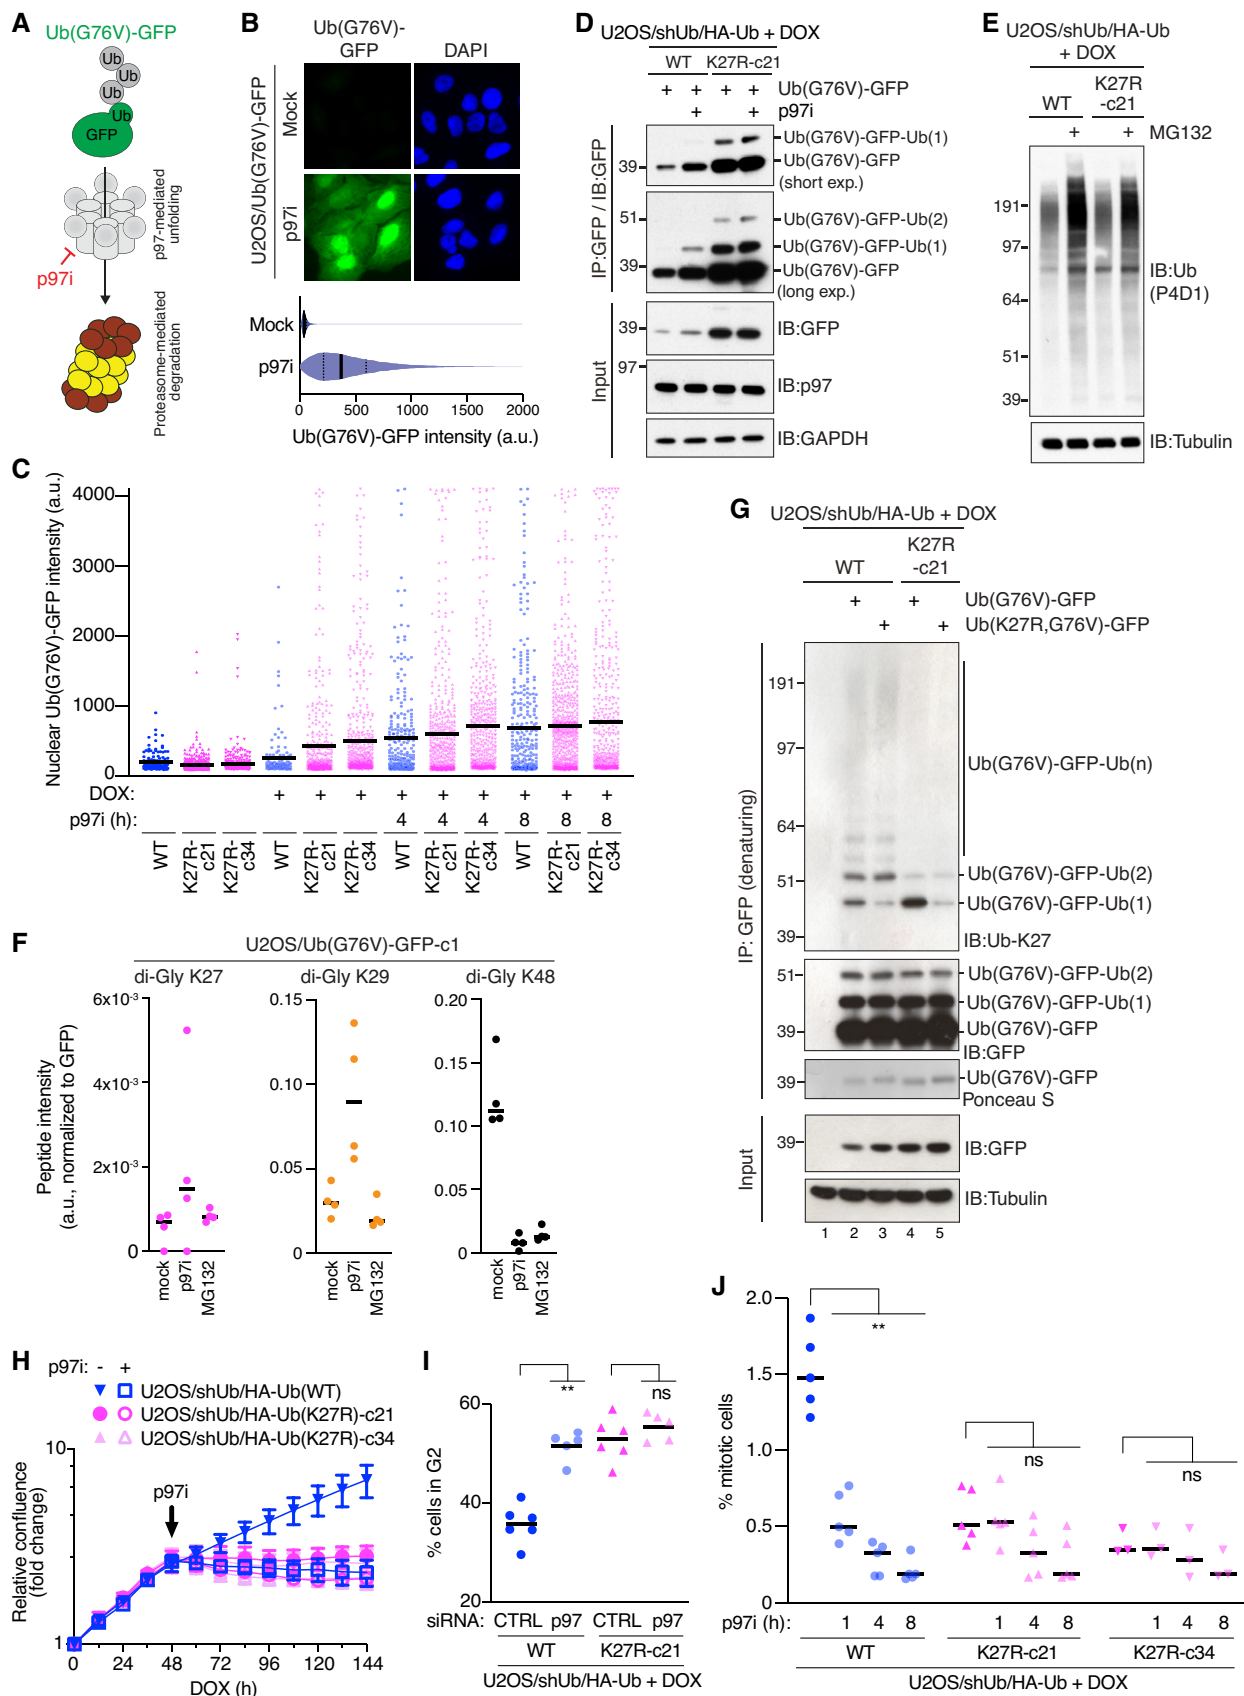 A
Ub(G76V)-GFP
Ub
Ub
Ub
Ub
GFP
p97-mediated
unfolding
p97i
Proteasome-mediated
degradation
B
Ub(G76V)-
GFP
DAPI
U2OS/Ub(G76V)-GFP
Mock
p97i
Mock
p97i
0 500 1000 1500 2000
Ub(G76V)-GFP intensity (a.u.)
D
U2OS/shUb/HA-Ub + DOX
WT K27R-c21
+ + + + Ub(G76V)-GFP
+ + p97i
IP:GFP / IB:GFP
Ub(G76V)-GFP-Ub(1)
39
Ub(G76V)-GFP
(short exp.)
51
Ub(G76V)-GFP-Ub(2)
Ub(G76V)-GFP-Ub(1)
39
Ub(G76V)-GFP
(long exp.)
Input
39
IB:GFP
97
IB:p97
IB:GAPDH
E
U2OS/shUb/HA-Ub
+ DOX
WT
K27R
-c21
+ + MG132
191
97
64
51
39
IB:Ub
(P4D1)
IB:Tubulin
C
Nuclear Ub(G76V)-GFP intensity (a.u.)
4000
3000
2000
1000
0
DOX: + + + + + + + + +
p97i (h): 4 4 4 8 8 8
WT K27R-c21 K27R-c34 WT K27R-c21 K27R-c34 WT K27R-c21 K27R-c34 WT K27R-c21 K27R-c34
F
U2OS/Ub(G76V)-GFP-c1
di-Gly K27 di-Gly K29 di-Gly K48
Peptide intensity
(a.u., normalized to GFP)
6x10⁻³
4x10⁻³
2x10⁻³
0
mock p97i MG132
0.15
0.10
0.05
0
mock p97i MG132
0.20
0.15
0.10
0.05
0
mock p97i MG132
G
U2OS/shUb/HA-Ub + DOX
WT
K27R
-c21
+ + Ub(G76V)-GFP
+ + Ub(K27R,G76V)-GFP
IP: GFP (denaturing)
191
97
64
51
39
Ub(G76V)-GFP-Ub(n)
Ub(G76V)-GFP-Ub(2)
Ub(G76V)-GFP-Ub(1)
IB:Ub-K27
51
Ub(G76V)-GFP-Ub(2)
Ub(G76V)-GFP-Ub(1)
39
Ub(G76V)-GFP
IB:GFP
39
Ub(G76V)-GFP
Ponceau S
Input
39
IB:GFP
IB:Tubulin
1 2 3 4 5
H
p97i: - +
U2OS/shUb/HA-Ub(WT)
U2OS/shUb/HA-Ub(K27R)-c21
U2OS/shUb/HA-Ub(K27R)-c34
Relative confluence
(fold change)
10
1
p97i
0 24 48 72 96 120 144
DOX (h)
I
% cells in G2
60
40
20
**
ns
siRNA: CTRL p97 CTRL p97
WT K27R-c21
U2OS/shUb/HA-Ub + DOX
J
% mitotic cells
2.0
1.5
1.0
0.5
0
**
ns
ns
p97i (h): 1 4 8 1 4 8 1 4 8
WT K27R-c21 K27R-c34
U2OS/shUb/HA-Ub + DOX